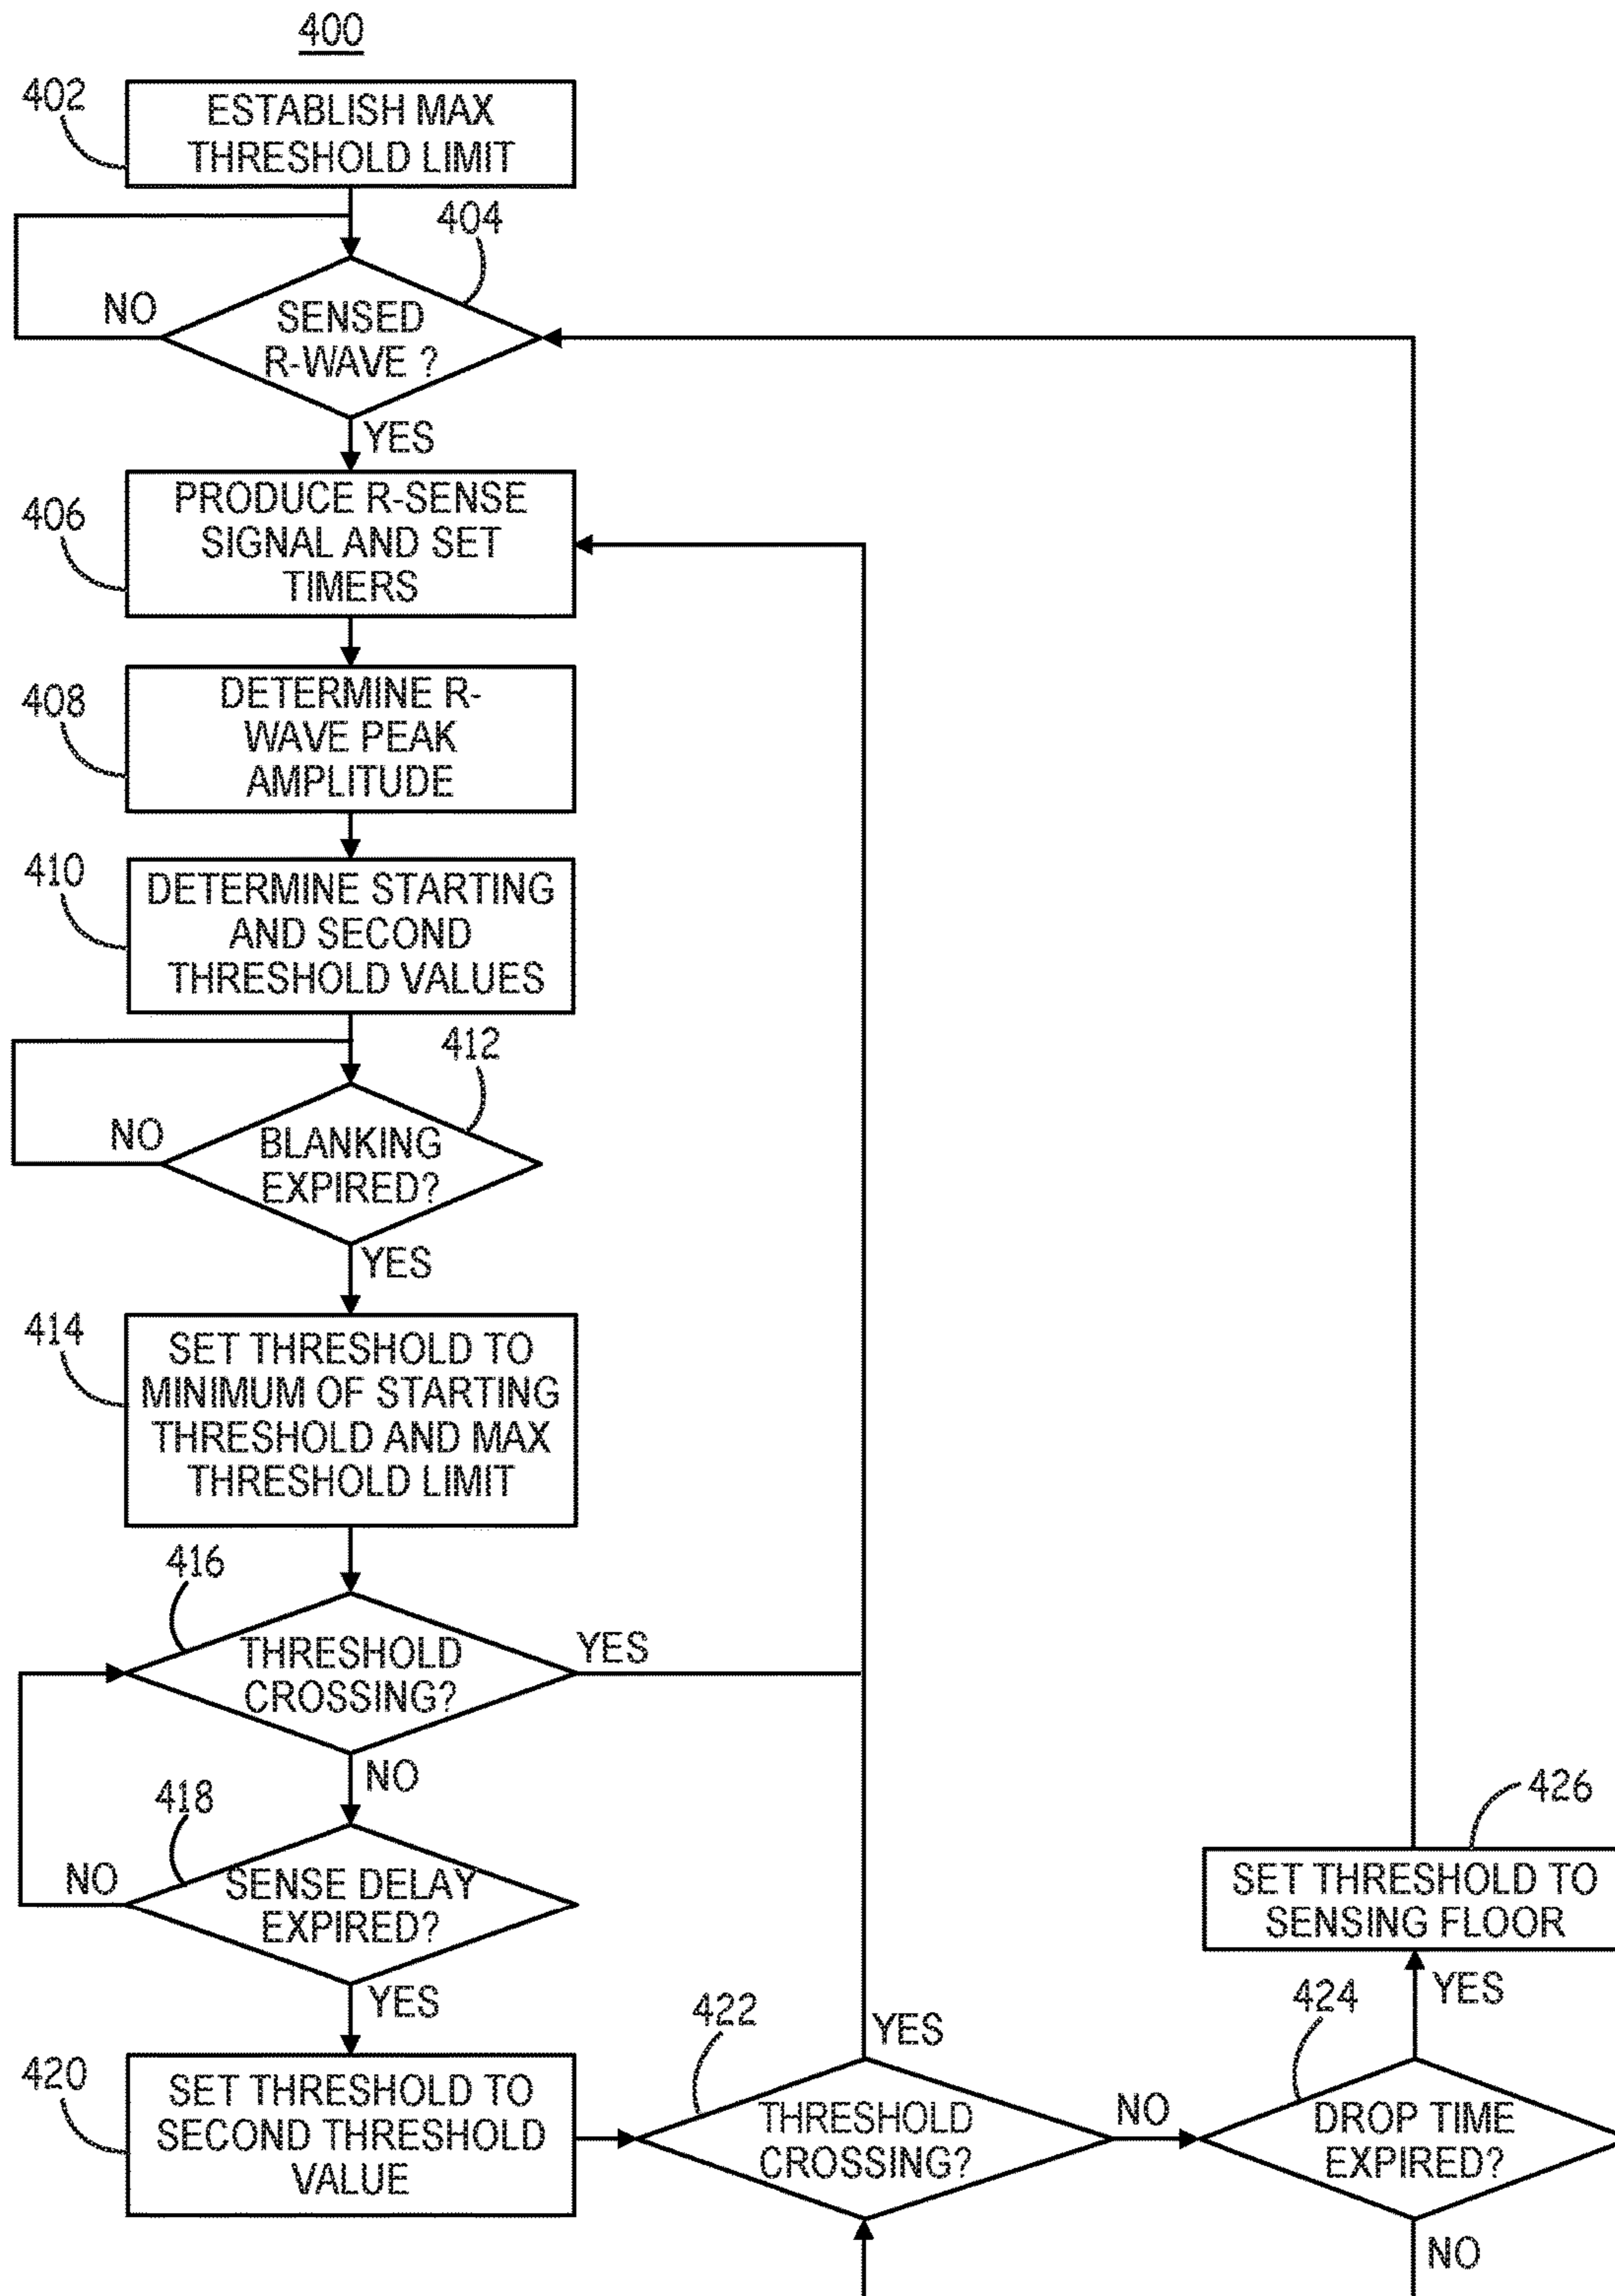 400
402
ESTABLISH MAX
THRESHOLD LIMIT
404
NO
SENSED
R-WAVE ?
YES
406
PRODUCE R-SENSE
SIGNAL AND SET
TIMERS
408
DETERMINE R-
WAVE PEAK
AMPLITUDE
410
DETERMINE STARTING
AND SECOND
THRESHOLD VALUES
412
NO
BLANKING
EXPIRED?
YES
414
SET THRESHOLD TO
MINIMUM OF STARTING
THRESHOLD AND MAX
THRESHOLD LIMIT
416
THRESHOLD
CROSSING?
YES
NO
418
NO
SENSE DELAY
EXPIRED?
YES
420
SET THRESHOLD TO
SECOND THRESHOLD
VALUE
422
YES
THRESHOLD
CROSSING?
NO
424
DROP TIME
EXPIRED?
YES
NO
426
SET THRESHOLD TO
SENSING FLOOR